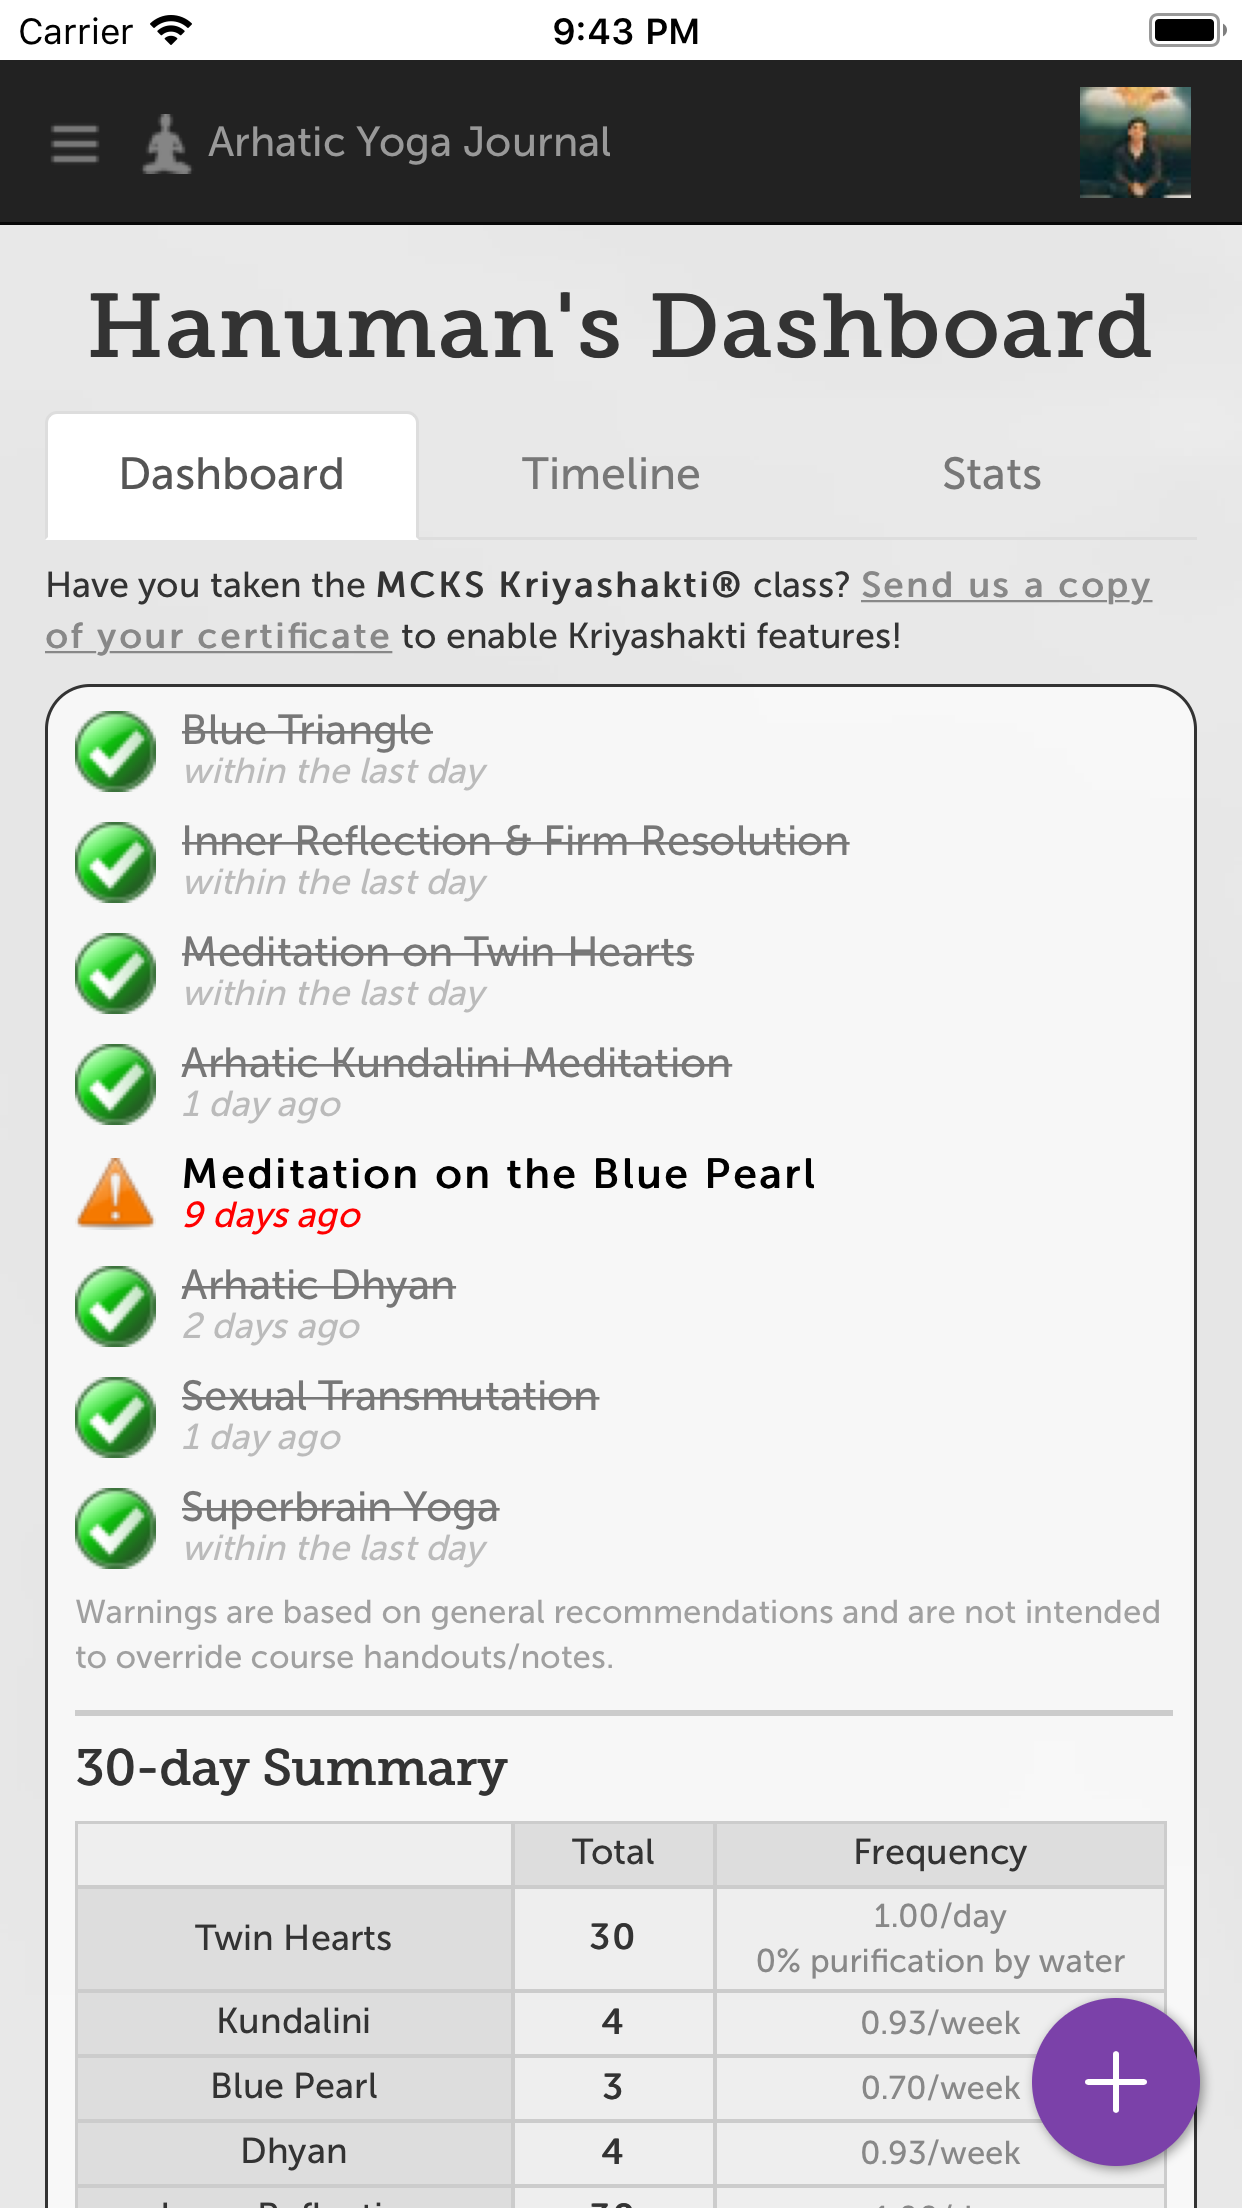 Carrier
9:43 PM
Arhatic Yoga Journal
Hanuman's Dashboard
Dashboard
Timeline
Stats
Have you taken the MCKS Kriyashakti® class? Send us a copy
of your certificate to enable Kriyashakti features!
Blue Triangle
within the last day
Inner Reflection & Firm Resolution
within the last day
Meditation on Twin Hearts
within the last day
Arhatic Kundalini Meditation
1 day ago
Meditation on the Blue Pearl
9 days ago
Arhatic Dhyan
2 days ago
Sexual Transmutation
1 day ago
Superbrain Yoga
within the last day
Warnings are based on general recommendations and are not intended
to override course handouts/notes.
30-day Summary
Total
Frequency
Twin Hearts
30
1.00/day
0% purification by water
Kundalini
4
0.93/week
Blue Pearl
3
0.70/week
Dhyan
4
0.93/week